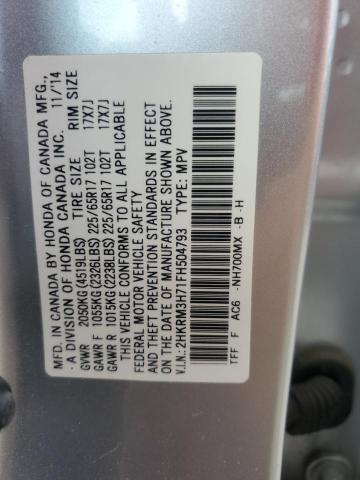 MFD. IN CANADA BY HONDA OF CANADA MFG.,
- A DIVISION OF HONDA CANADA INC. 11/14
TIRE SIZE RIM SIZE
GVWR 2050KG (4519LBS)
GAWR F 1055KG (2326LBS) 225/65R17 102T 17X7J
GAWR R 1015KG (2238LBS) 225/65R17 102T 17X7J
THIS VEHICLE CONFORMS TO ALL APPLICABLE
FEDERAL MOTOR VEHICLE SAFETY
AND THEFT PREVENTION STANDARDS IN EFFECT
ON THE DATE OF MANUFACTURE SHOWN ABOVE.
V.I.N.: 2HKRM3H71FH504793 TYPE: MPV
TFF F AC6 -NH700MX -B -H